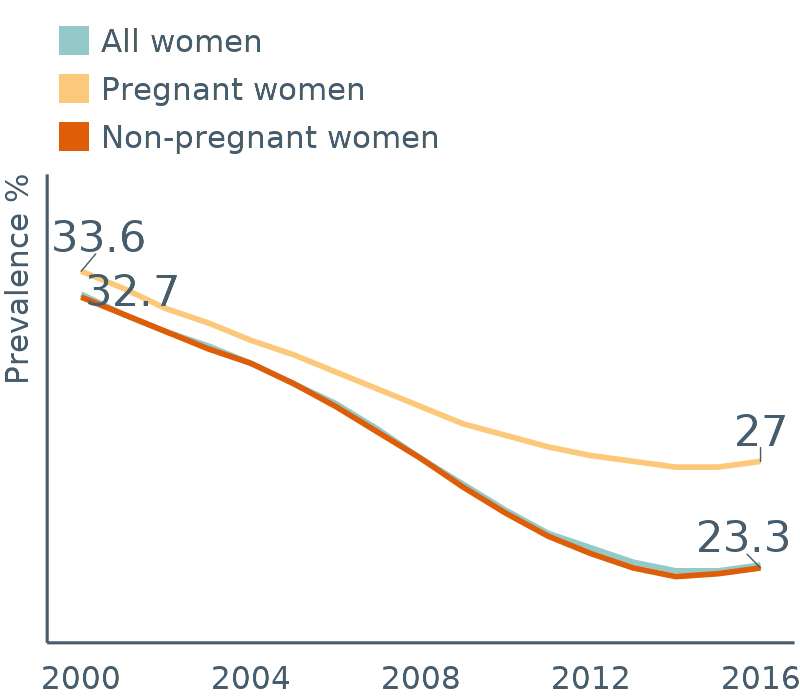 All women
Pregnant women
Non-pregnant women
Prevalence %
33.6
32.7
27
23.3
2000 2004 2008 2012 2016